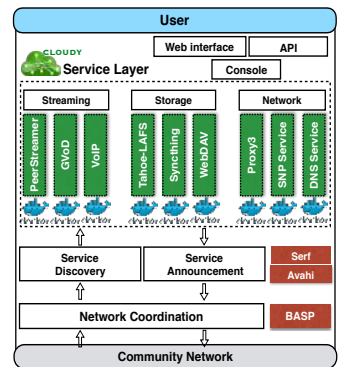 User
CLOUDY
Web interface
API
Service Layer
Console
Streaming
Storage
Network
PeerStreamer
GVoD
VoIP
Tahoe-LAFS
Syncthing
WebDAV
Proxy3
SNP Service
DNS Service
Service
Discovery
Service
Announcement
Serf
Avahi
Network Coordination
BASP
Community Network